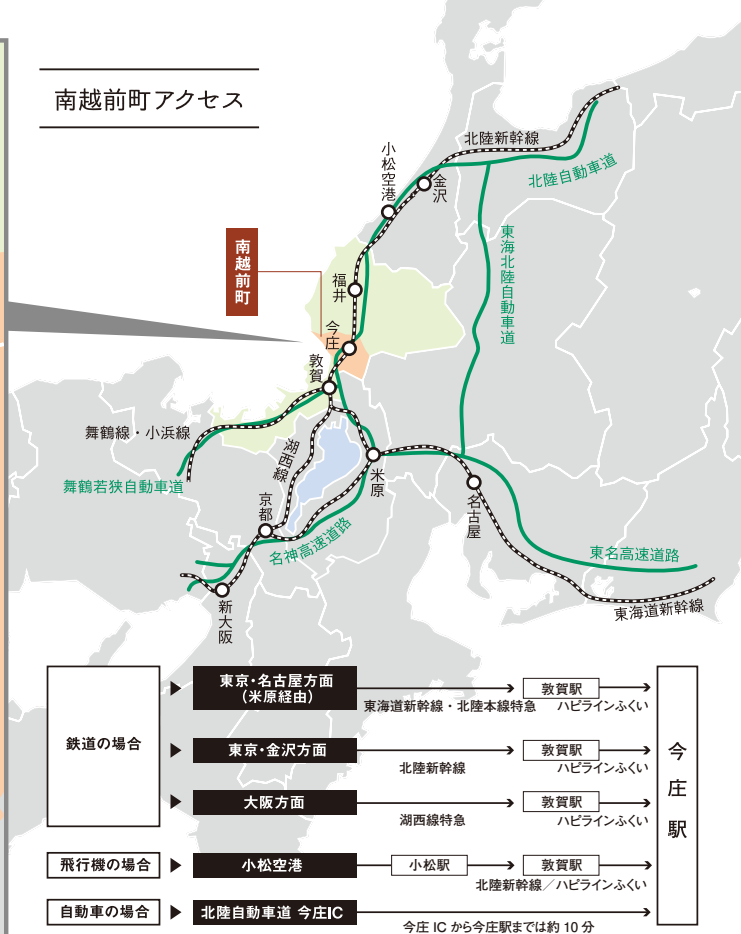 南越前町アクセス
北陸新幹線
北陸自動車道
小松空港
金沢
東海北陸自動車道
南越前町
福井
今庄
敦賀
舞鶴線・小浜線
湖西線
舞鶴若狭自動車道
米原
京都
名古屋
名神高速道路
東名高速道路
新大阪
東海道新幹線
鉄道の場合
東京・名古屋方面
(米原経由)
東海道新幹線・北陸本線特急
敦賀駅
ハピラインふくい
東京・金沢方面
北陸新幹線
敦賀駅
ハピラインふくい
大阪方面
湖西線特急
敦賀駅
ハピラインふくい
飛行機の場合
小松空港
小松駅
敦賀駅
北陸新幹線/ハピラインふくい
自動車の場合
北陸自動車道 今庄IC
今庄 IC から今庄駅までは約 10 分
今庄駅